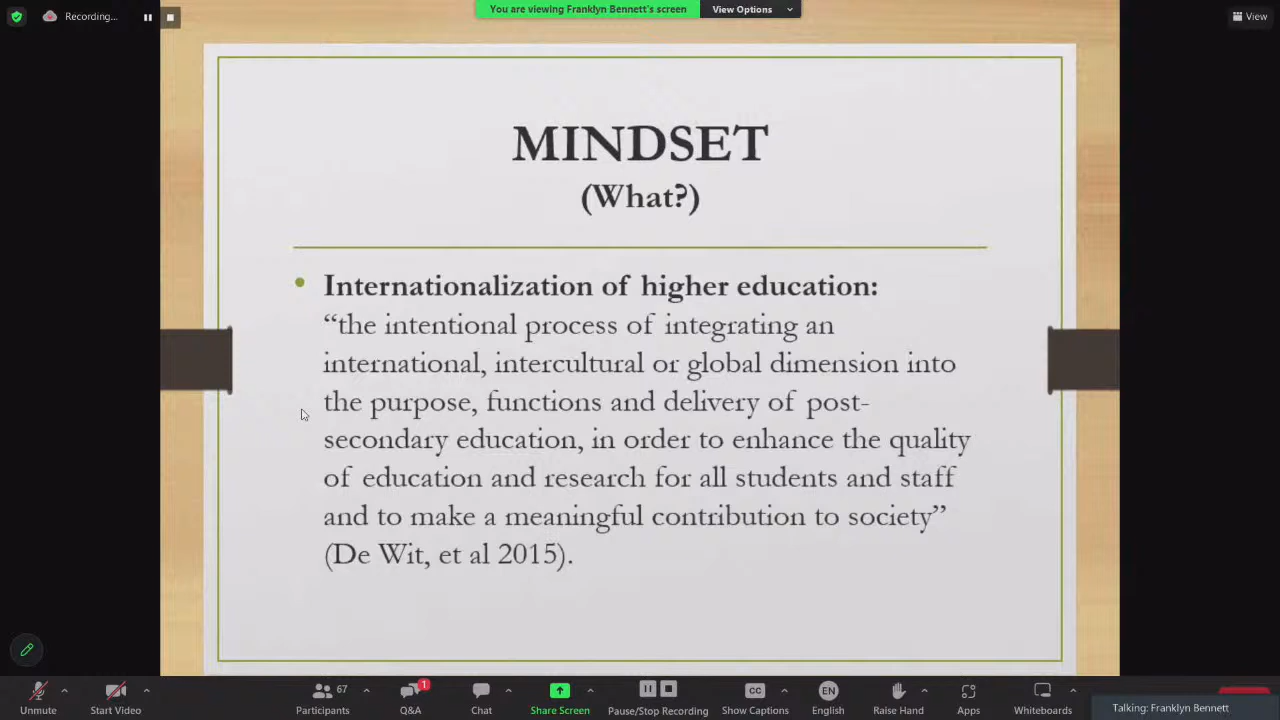 Recording...
You are viewing Franklyn Bennett's screen
View Options
View
MINDSET
(What?)
• Internationalization of higher education:
“the intentional process of integrating an
international, intercultural or global dimension into
the purpose, functions and delivery of post-
secondary education, in order to enhance the quality
of education and research for all students and staff
and to make a meaningful contribution to society”
(De Wit, et al 2015).
Unmute
Start Video
67
Participants
1
Q&A
Chat
Share Screen
Pause/Stop Recording
CC
Show Captions
EN
English
Raise Hand
Apps
Whiteboards
Talking: Franklyn Bennett